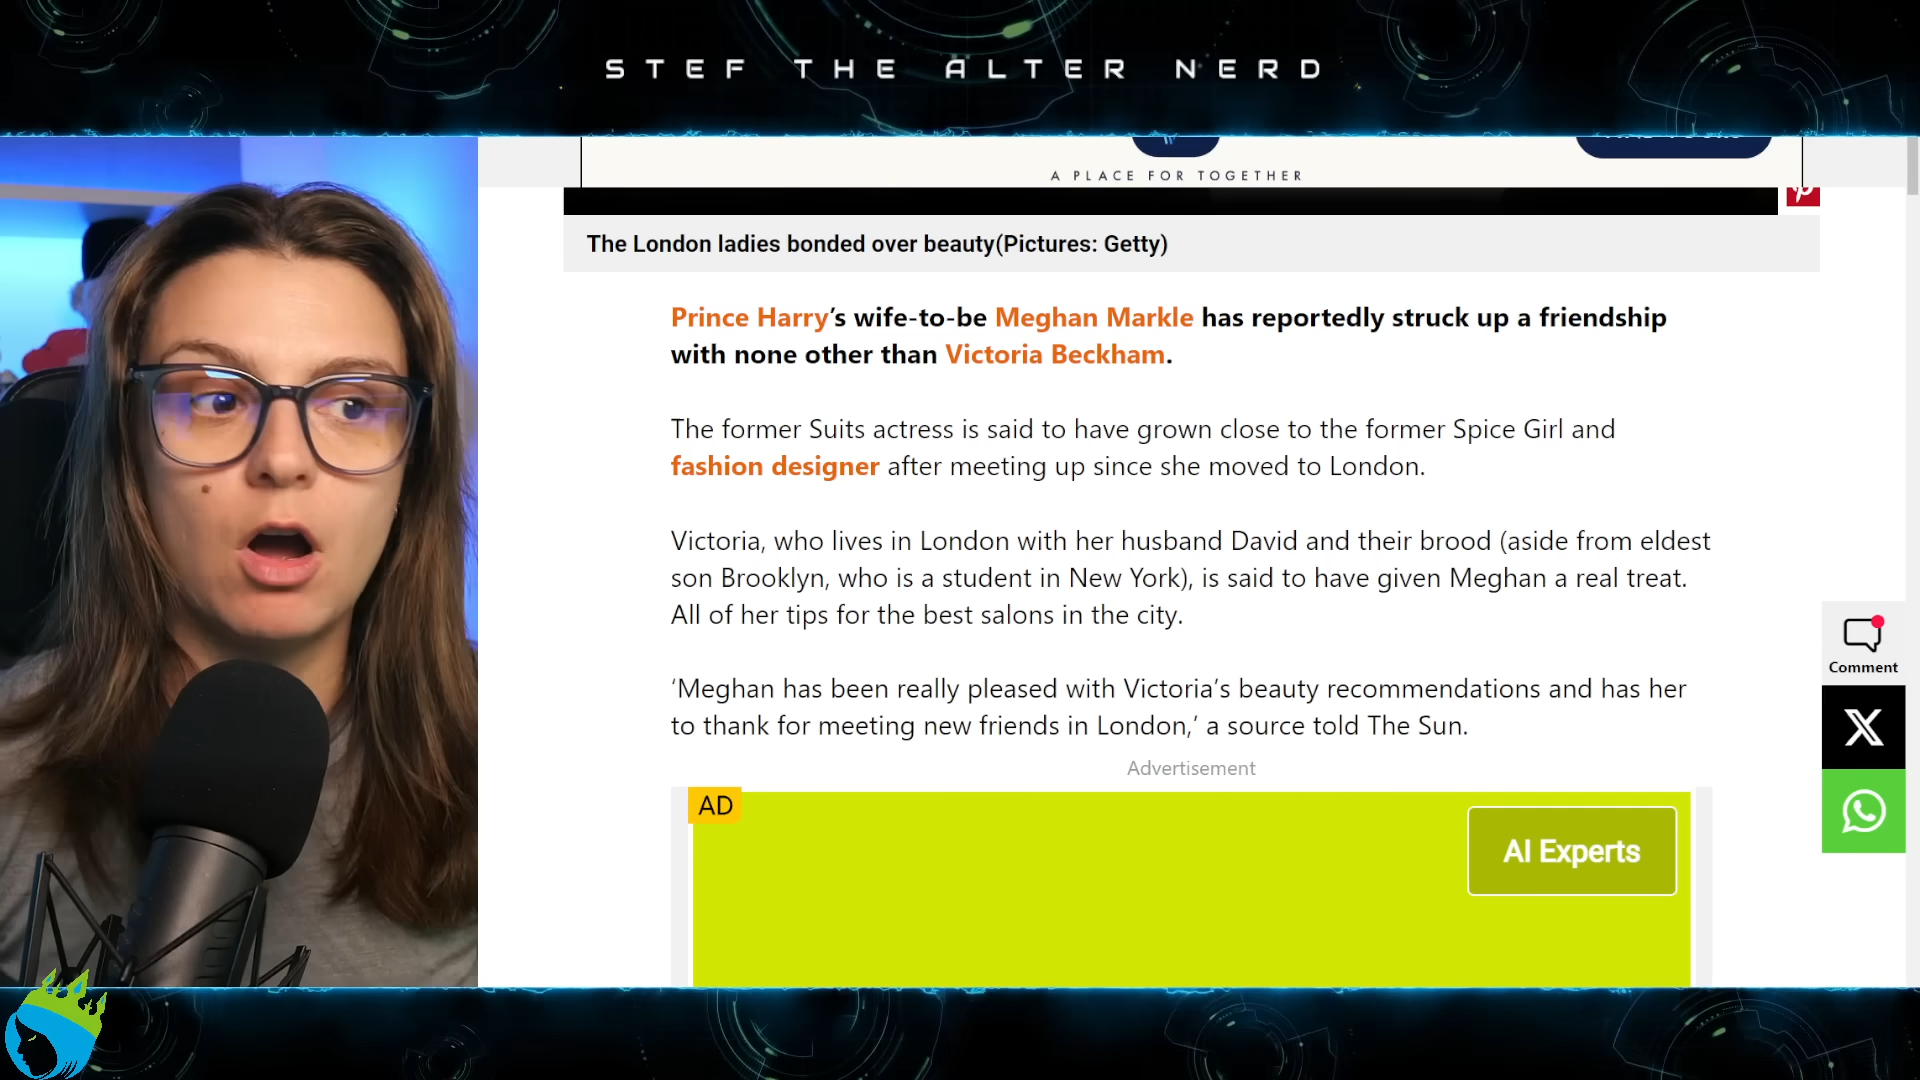 STEF THE ALTER NERD
A PLACE FOR TOGETHER
The London ladies bonded over beauty(Pictures: Getty)
Prince Harry’s wife-to-be Meghan Markle has reportedly struck up a friendship
with none other than Victoria Beckham.
The former Suits actress is said to have grown close to the former Spice Girl and
fashion designer after meeting up since she moved to London.
Victoria, who lives in London with her husband David and their brood (aside from eldest
son Brooklyn, who is a student in New York), is said to have given Meghan a real treat.
All of her tips for the best salons in the city.
‘Meghan has been really pleased with Victoria’s beauty recommendations and has her
to thank for meeting new friends in London,’ a source told The Sun.
Advertisement
AD
AI Experts
Comment